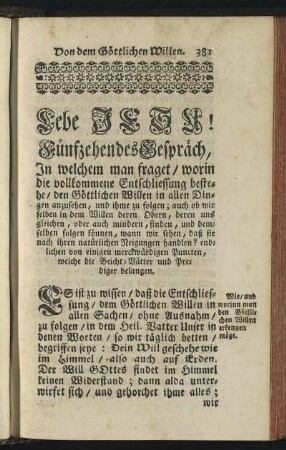 Von dem Göttlichen Willen. 381
Lebe JESU!
Fünfzehendes Gespräch,
In welchem man fraget / worin
die vollkommene Entschliessung beste-
he / den Göttlichen Willen in allen Din-
gen anzusehen, und ihme zu folgen; auch ob wir
selben in dem Willen deren Obern, deren uns
gleichen, oder auch mindern, finden, und dem-
selben folgen können, wann wir sehen, daß sie
nach ihren natürlichen Neigungen handlen? end-
lichen von einigen merckwürdigen Puncten,
welche die Beicht-Vätter und Pre-
diger belangen.
ES ist zu wissen / daß die Entschlies-
sung / dem Göttlichen Willen in
allen Sachen / ohne Ausnahm /
zu folgen / in dem Heil. Vatter Unser in
denen Worten / so wir täglich betten /
begriffen seye: Dein Will geschehe wie
im Himmel / also auch auf Erden.
Der Will GOttes findet im Himmel
keinen Widerstand; dann alda unter-
wirfet sich / und gehorchet ihme alles;
wie
Wie / und
worinn man
den Göttli-
chen Willen
erkennen
möge.